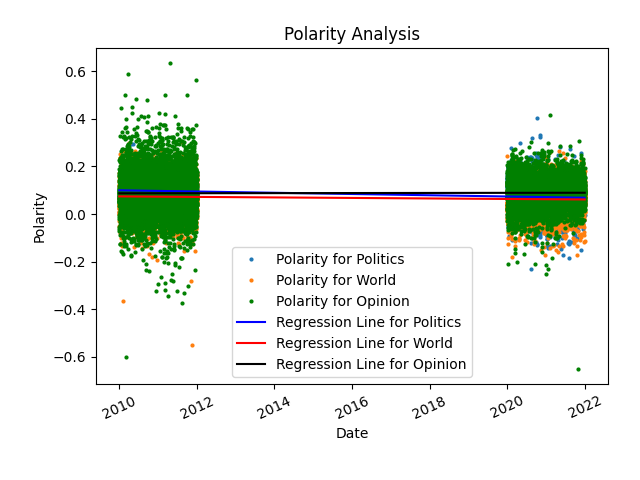 Polarity Analysis
0.6
0.4
0.2
0.0
−0.2
−0.4
−0.6
Polarity
Polarity for Politics
Polarity for World
Polarity for Opinion
Regression Line for Politics
Regression Line for World
Regression Line for Opinion
2010 2012 2014 2016 2018 2020 2022
Date